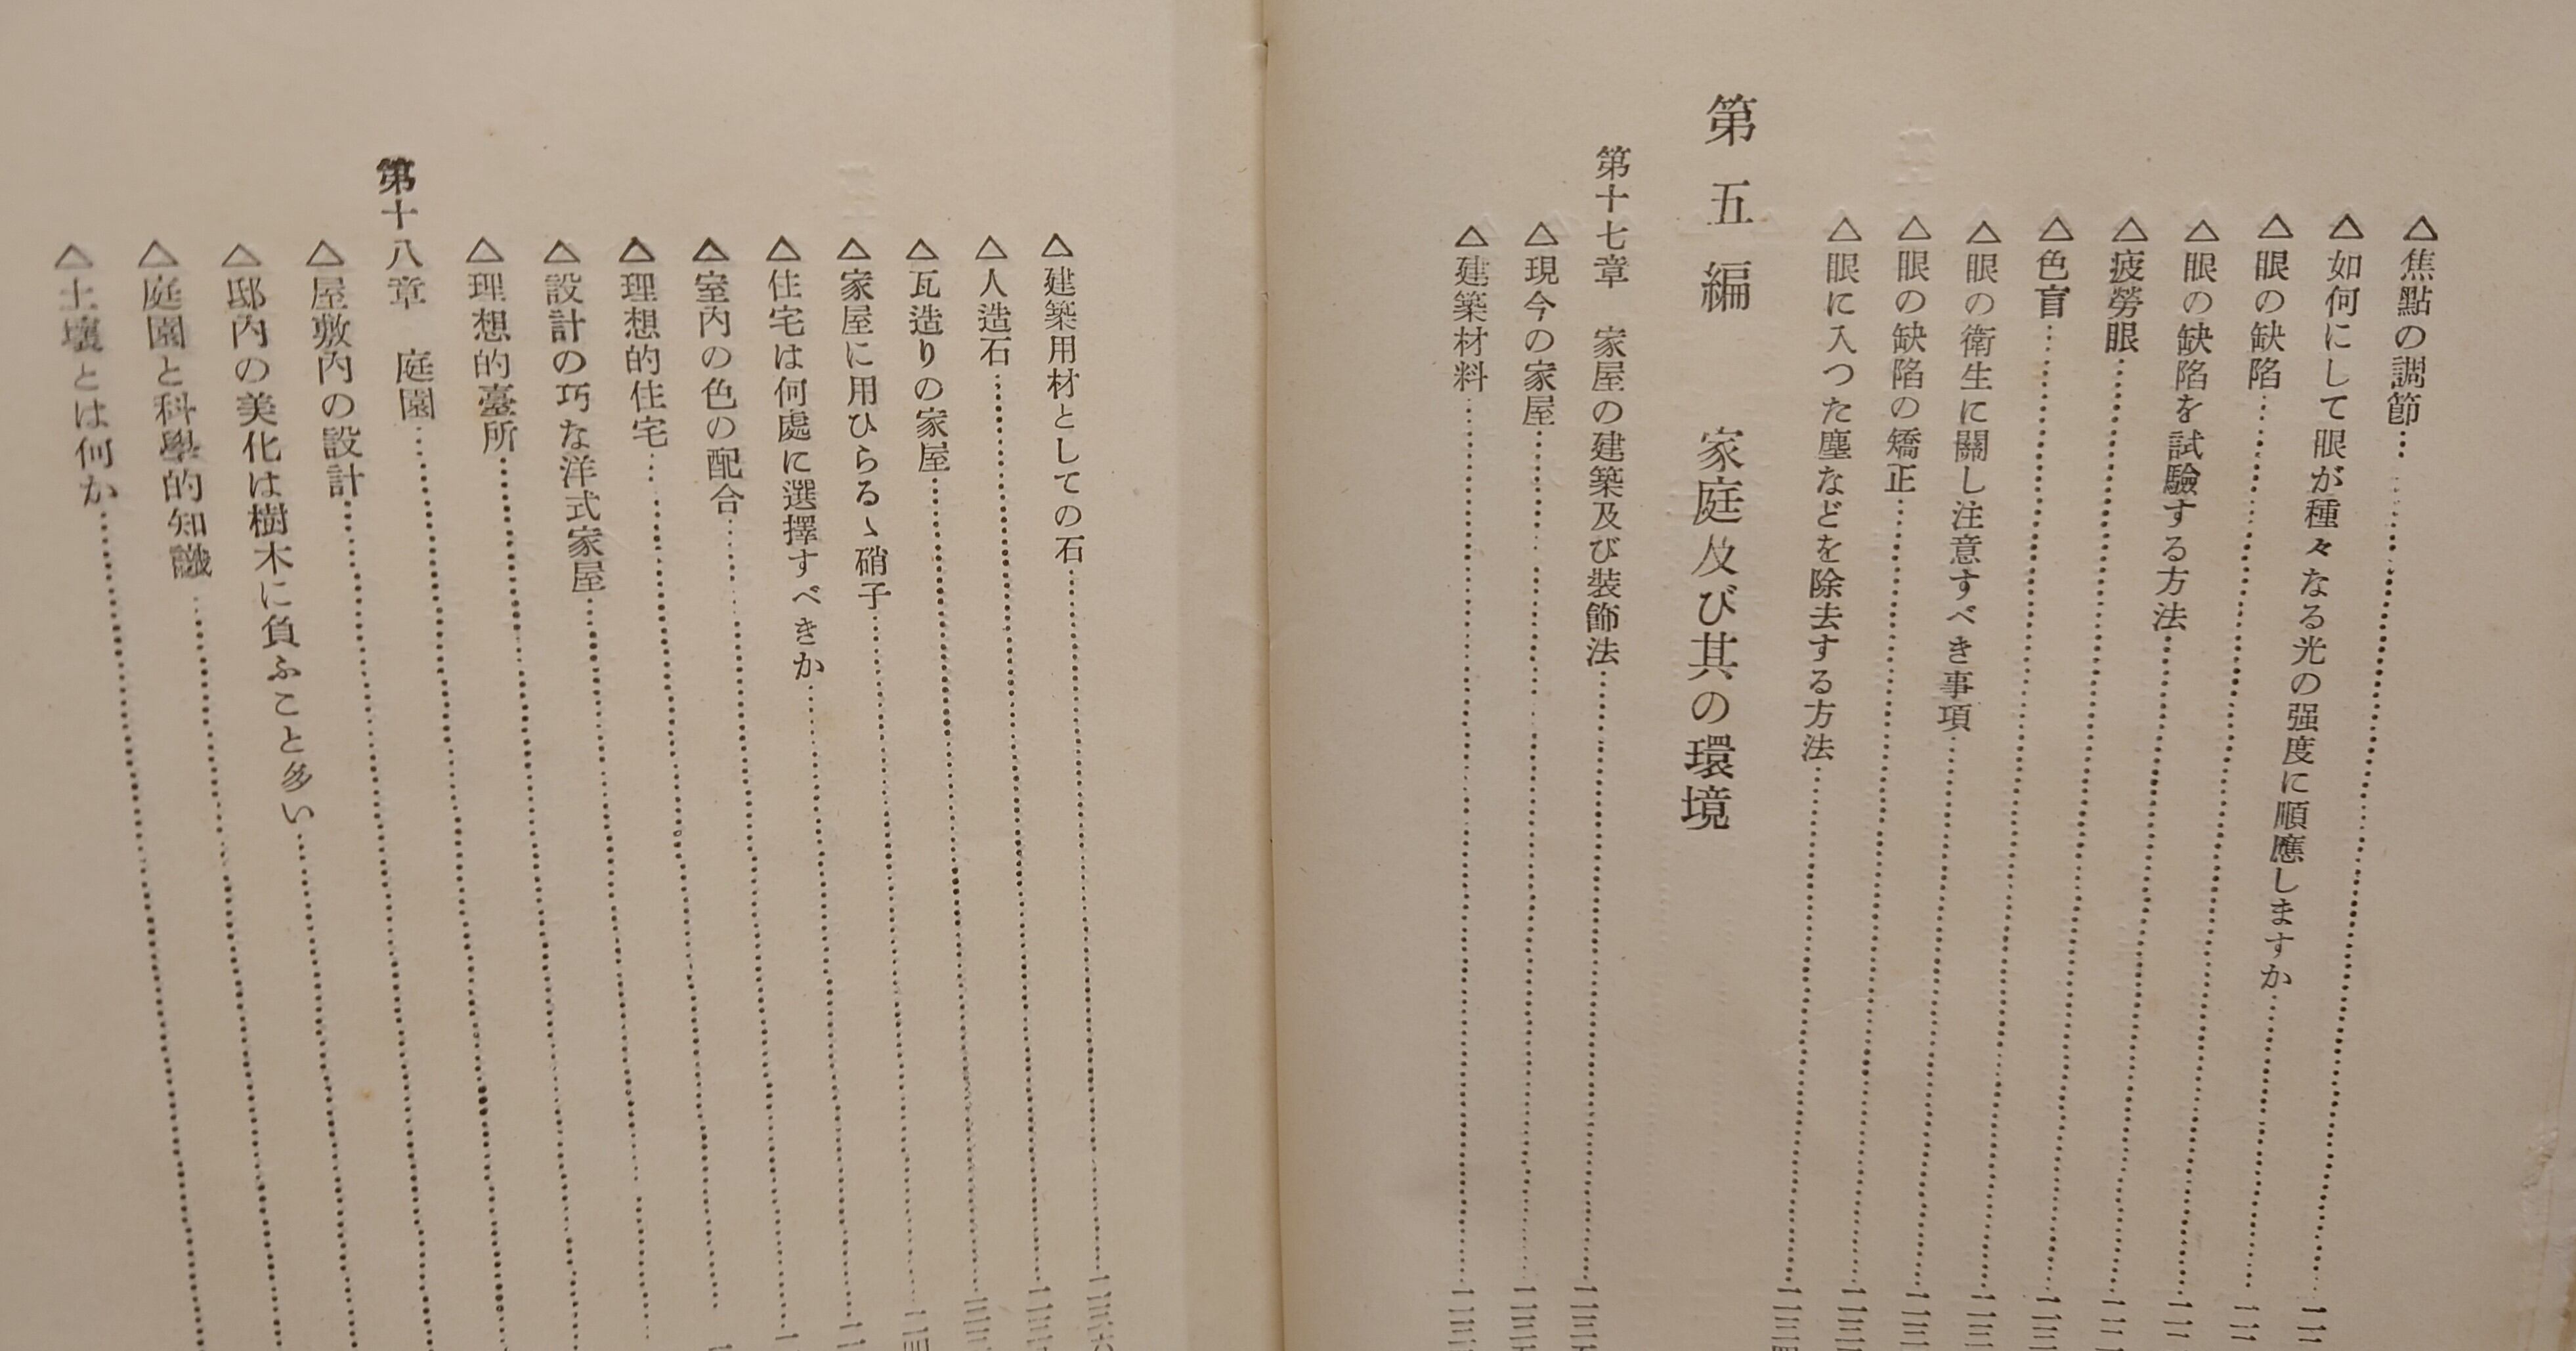 △焦點の調節
△如何にして眼が種々なる光の强度に順應しますか
△眼の缺陷
△眼の缺陷を試驗する方法
△疲勞眼
△色盲
△眼の衛生に關し注意すべき事項
△眼の缺陷の矯正
△眼に入つた塵などを除去する方法
第五編　家庭及び其の環境
第十七章　家屋の建築及び裝飾法
△現今の家屋
△建築材料
△建築用材としての石
△人造石
△瓦造りの家屋
△家屋に用ひらるゝ硝子
△住宅は何處に選擇すべきか
△室內の色の配合
△理想的住宅
△設計の巧な洋式家屋
△理想的臺所
第十八章　庭園
△屋敷內の設計
△邸內の美化は樹木に負ふこと多い
△庭園と科學的知識
△土壤とは何か